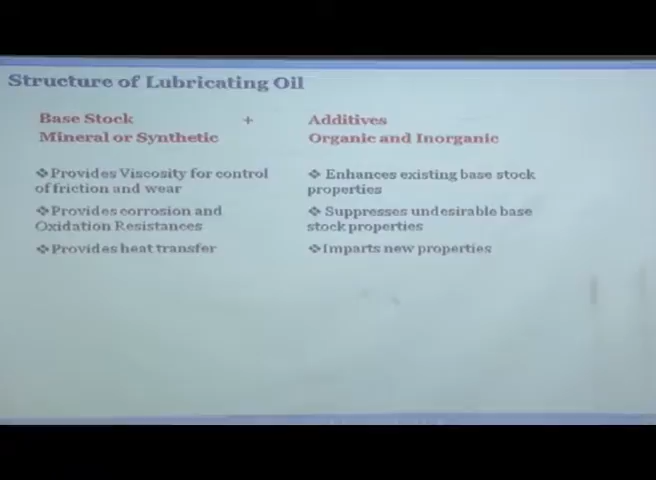 Structure of Lubricating Oil
Base Stock + Additives
Mineral or Synthetic Organic and Inorganic
❖Provides Viscosity for control
of friction and wear
❖Provides corrosion and
Oxidation Resistances
❖Provides heat transfer
❖ Enhances existing base stock
properties
❖ Suppresses undesirable base
stock properties
❖Imparts new properties